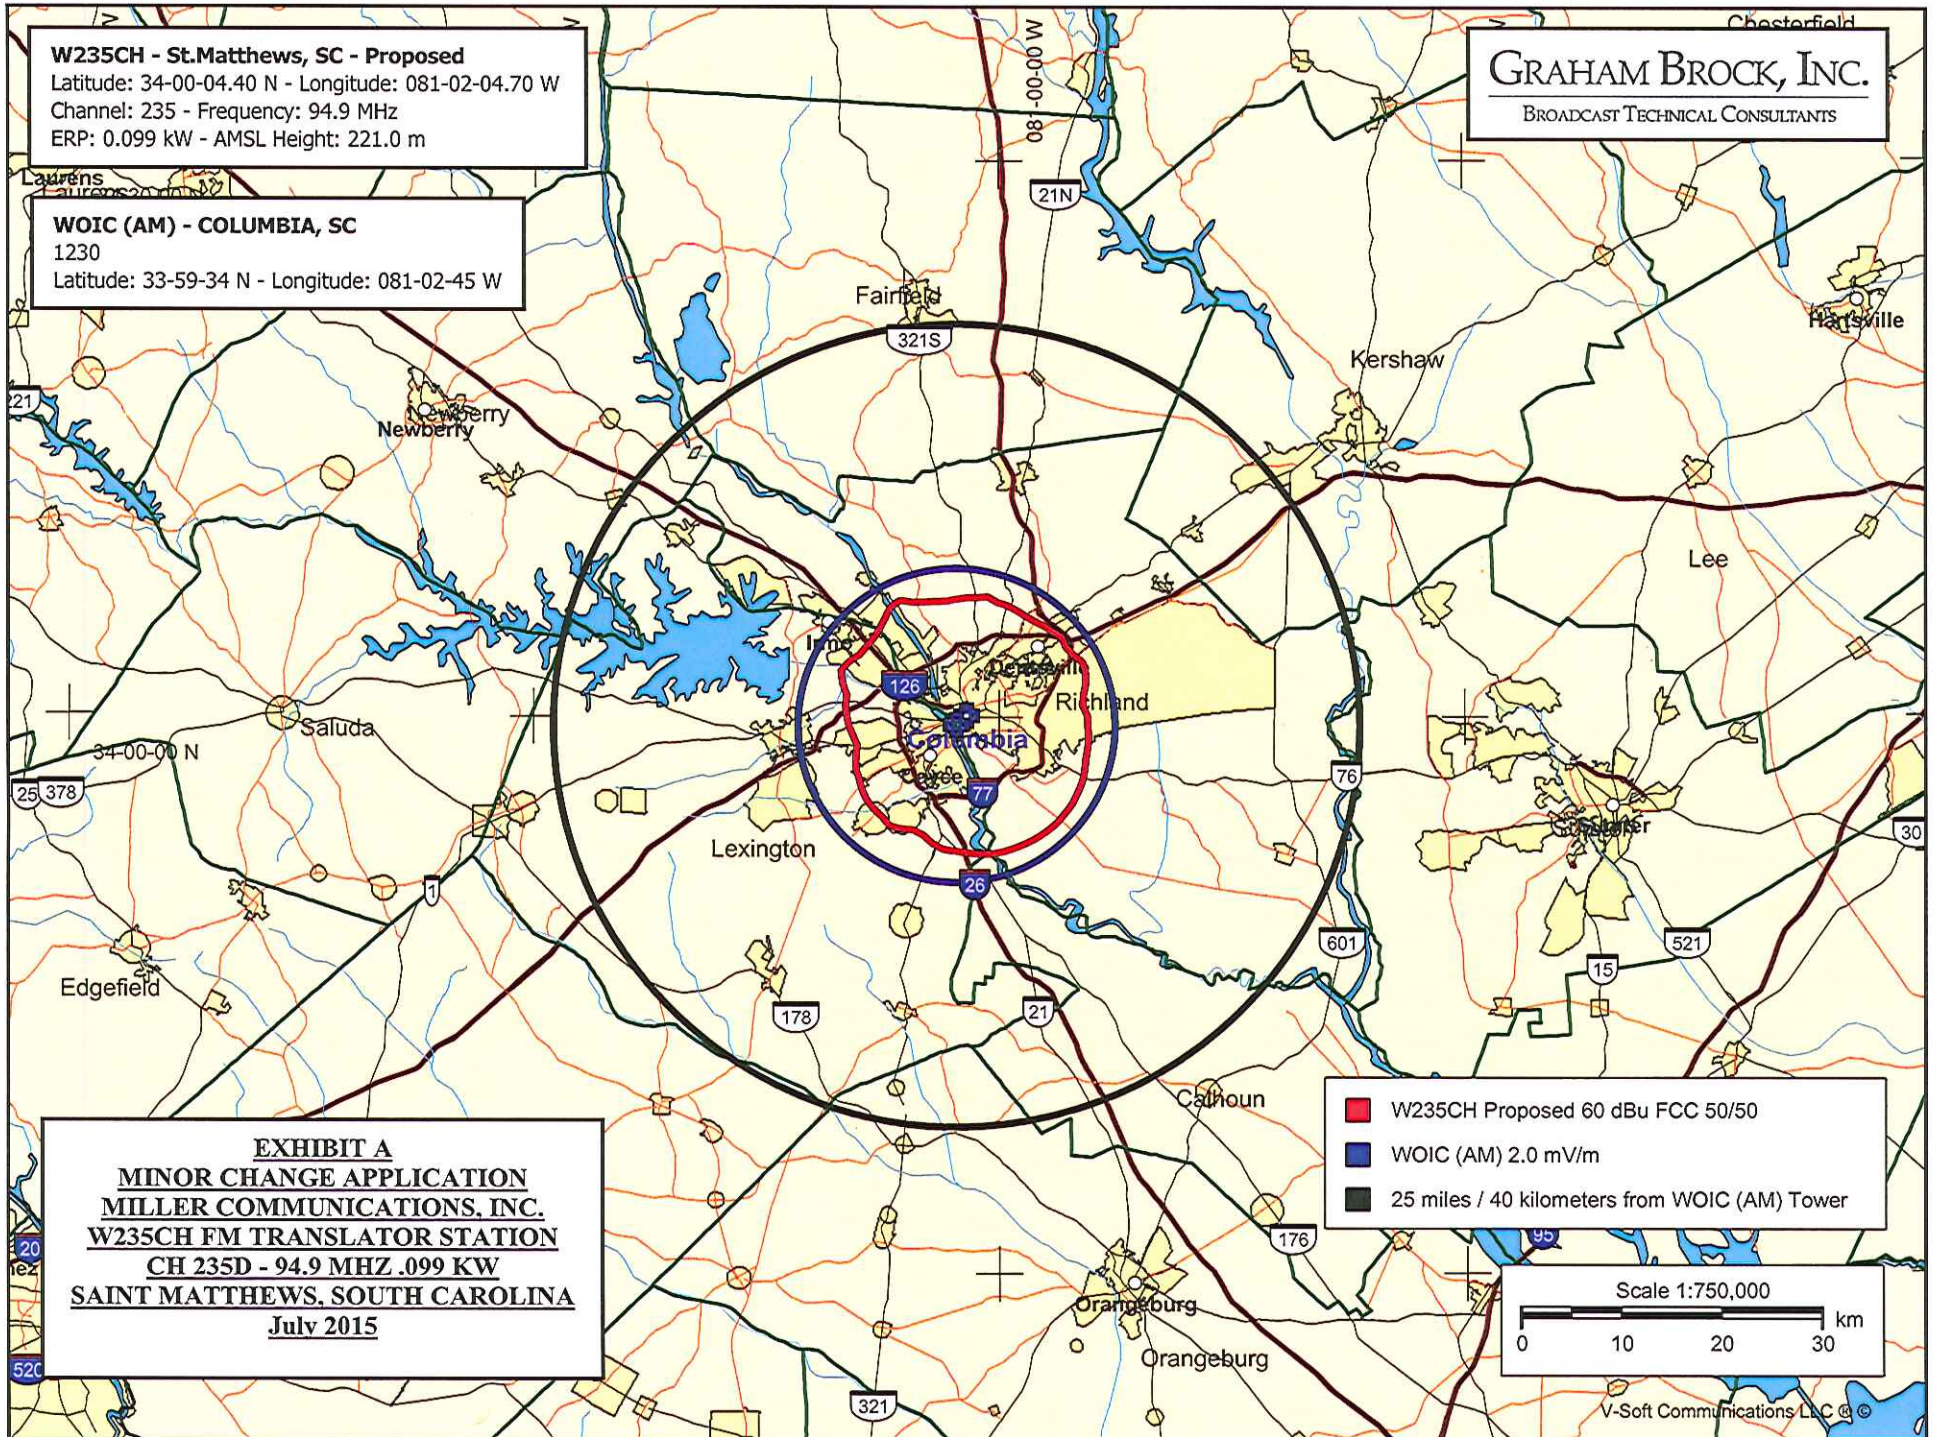 W235CH - St.Matthews, SC - Proposed
Latitude: 34-00-04.40 N - Longitude: 081-02-04.70 W
Channel: 235 - Frequency: 94.9 MHz
ERP: 0.099 kW - AMSL Height: 221.0 m
GRAHAM BROCK, INC.
BROADCAST TECHNICAL CONSULTANTS
Chesterfield
081-00-00 W
Laurens
Laurens
WOIC (AM) - COLUMBIA, SC
1230
Latitude: 33-59-34 N - Longitude: 081-02-45 W
21N
Fairfield
321S
Hartsville
Kershaw
221
Newberry
Newberry
Lee
Irmo
Dentsville
126
Richland
Saluda
Columbia
34-00-00 N
Cayce
76
25
378
77
Sumter
30
Lexington
1
26
601
521
15
Edgefield
178
21
Calhoun
W235CH Proposed 60 dBu FCC 50/50
WOIC (AM) 2.0 mV/m
25 miles / 40 kilometers from WOIC (AM) Tower
EXHIBIT A
MINOR CHANGE APPLICATION
MILLER COMMUNICATIONS, INC.
W235CH FM TRANSLATOR STATION
CH 235D - 94.9 MHZ .099 KW
SAINT MATTHEWS, SOUTH CAROLINA
July 2015
20
176
95
Orangeburg
Scale 1:750,000
km
0 10 20 30
Orangeburg
520
321
V-Soft Communications LLC ® ©